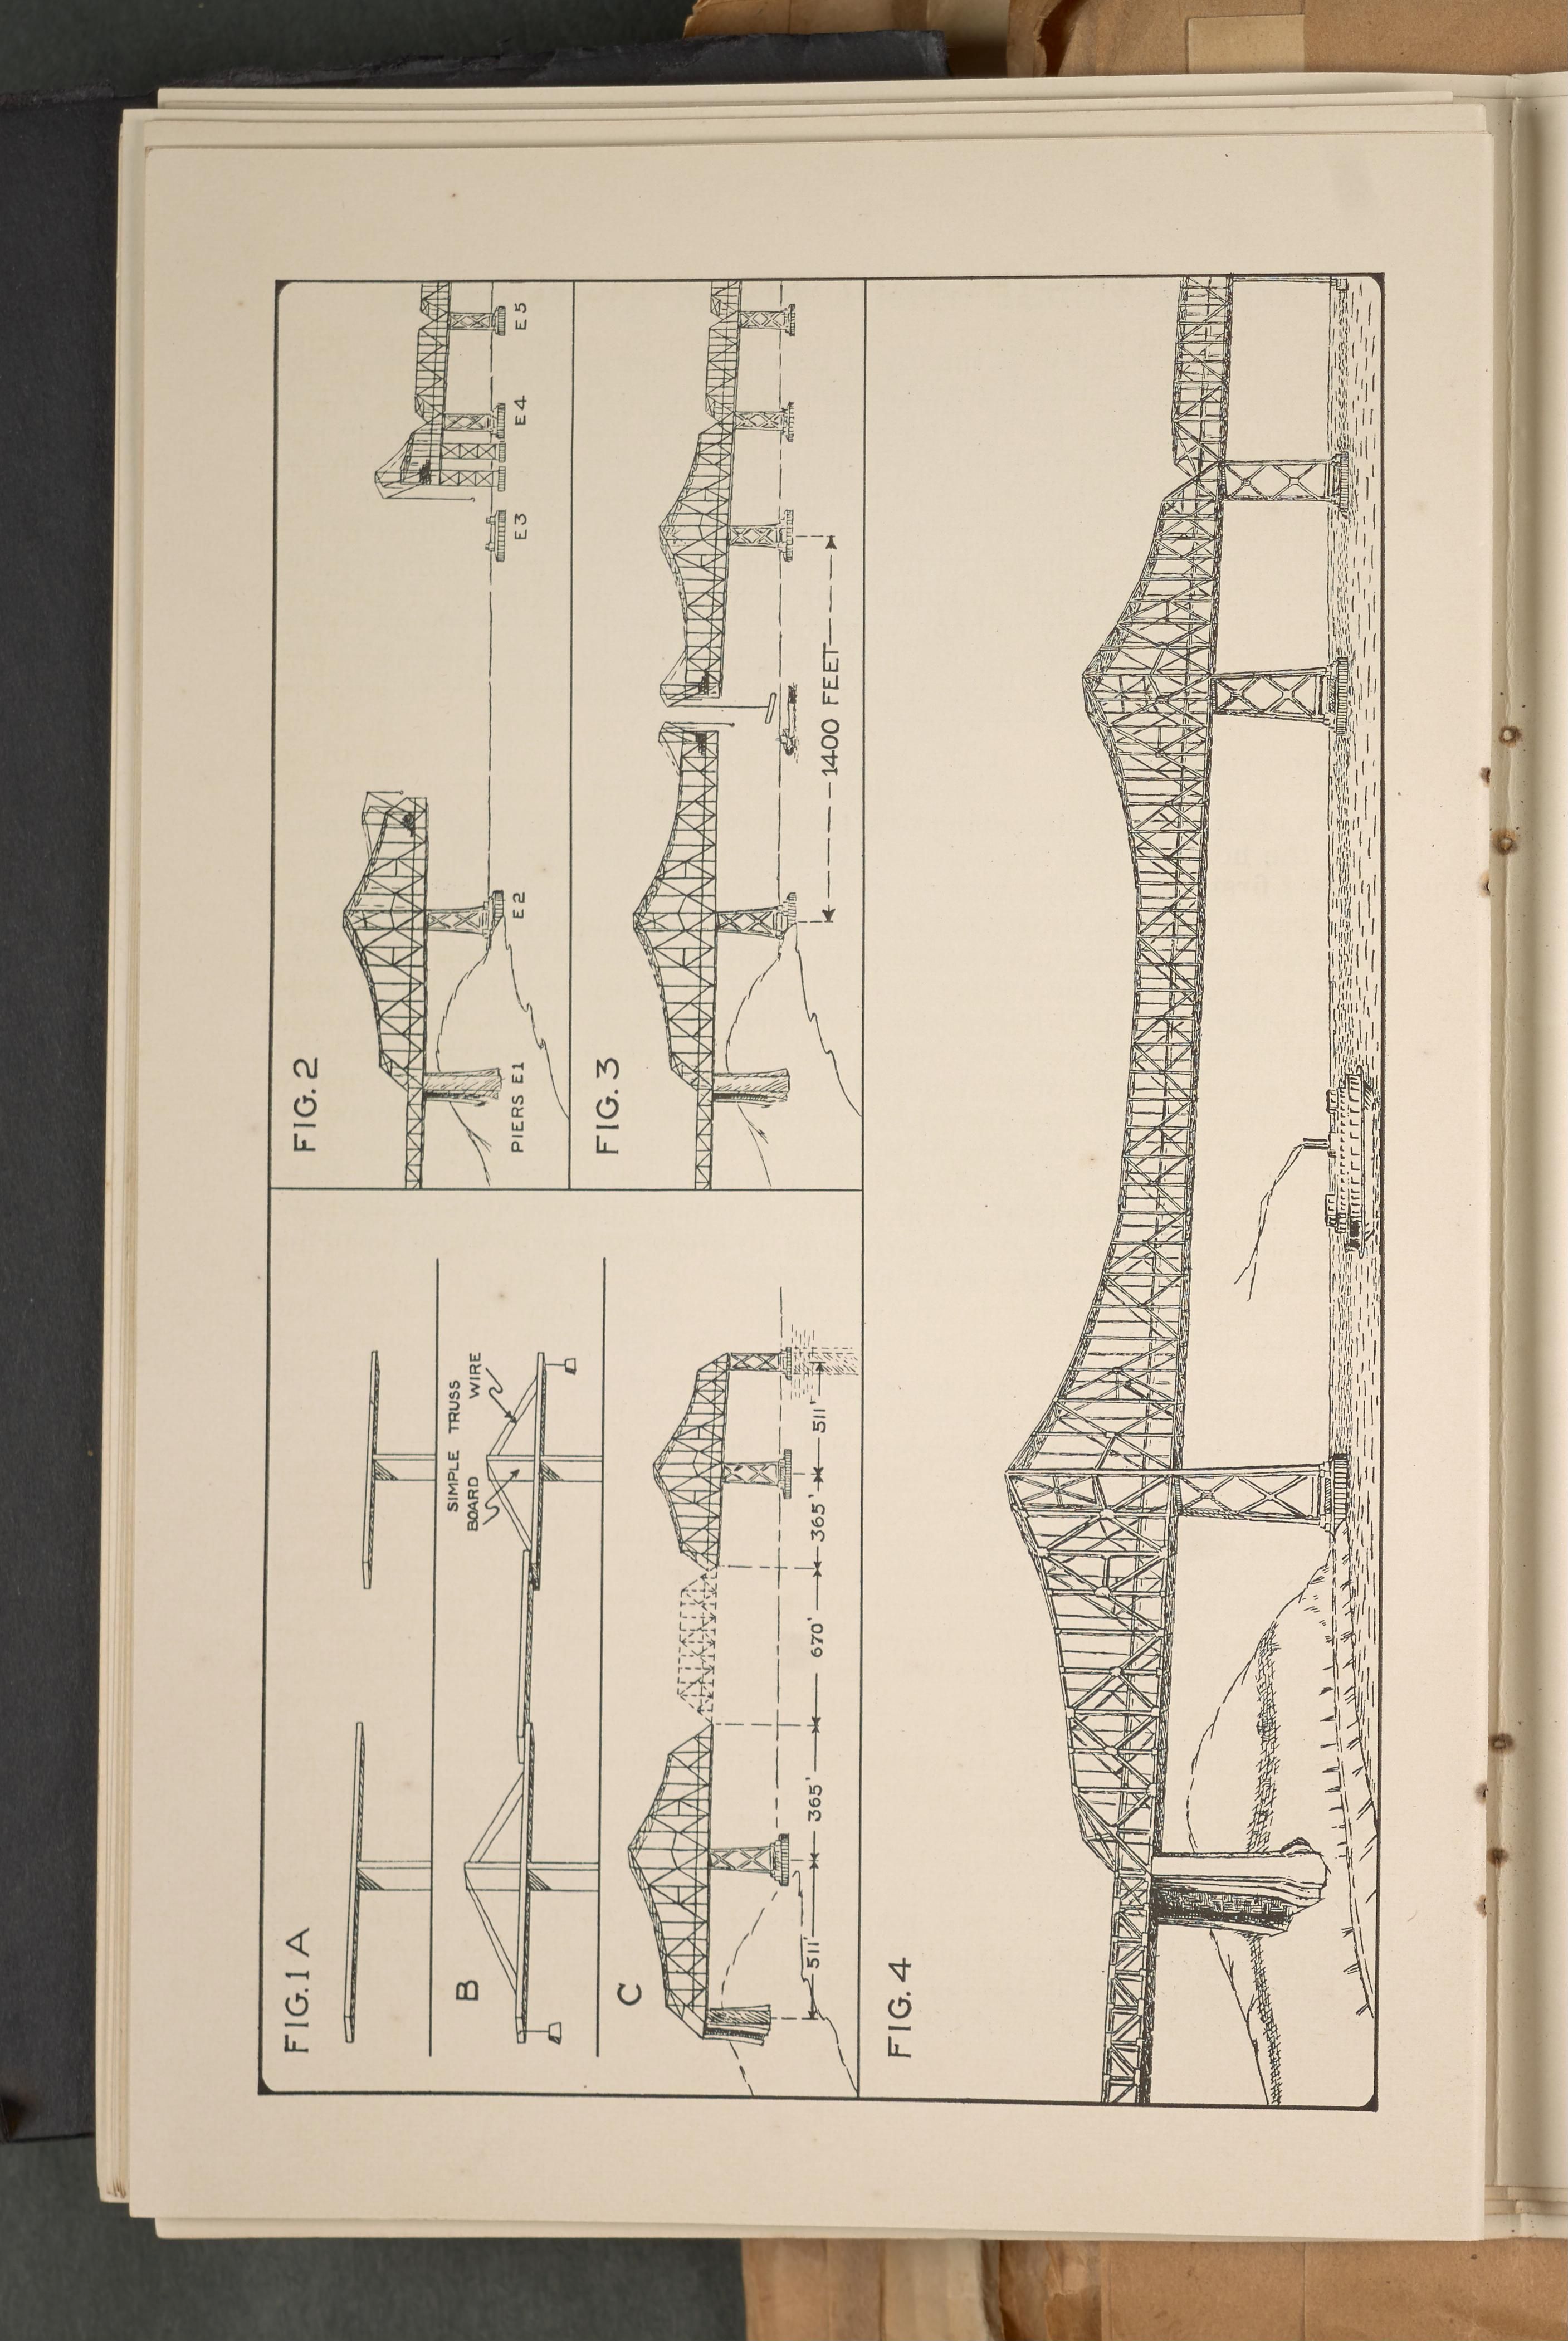 FIG.1 A
B
SIMPLE TRUSS
BOARD WIRE
C
511' 365' 670' 365' 511'
FIG. 2
PIERS E1 E2 E3 E4 E5
FIG. 3
1400 FEET
FIG. 4